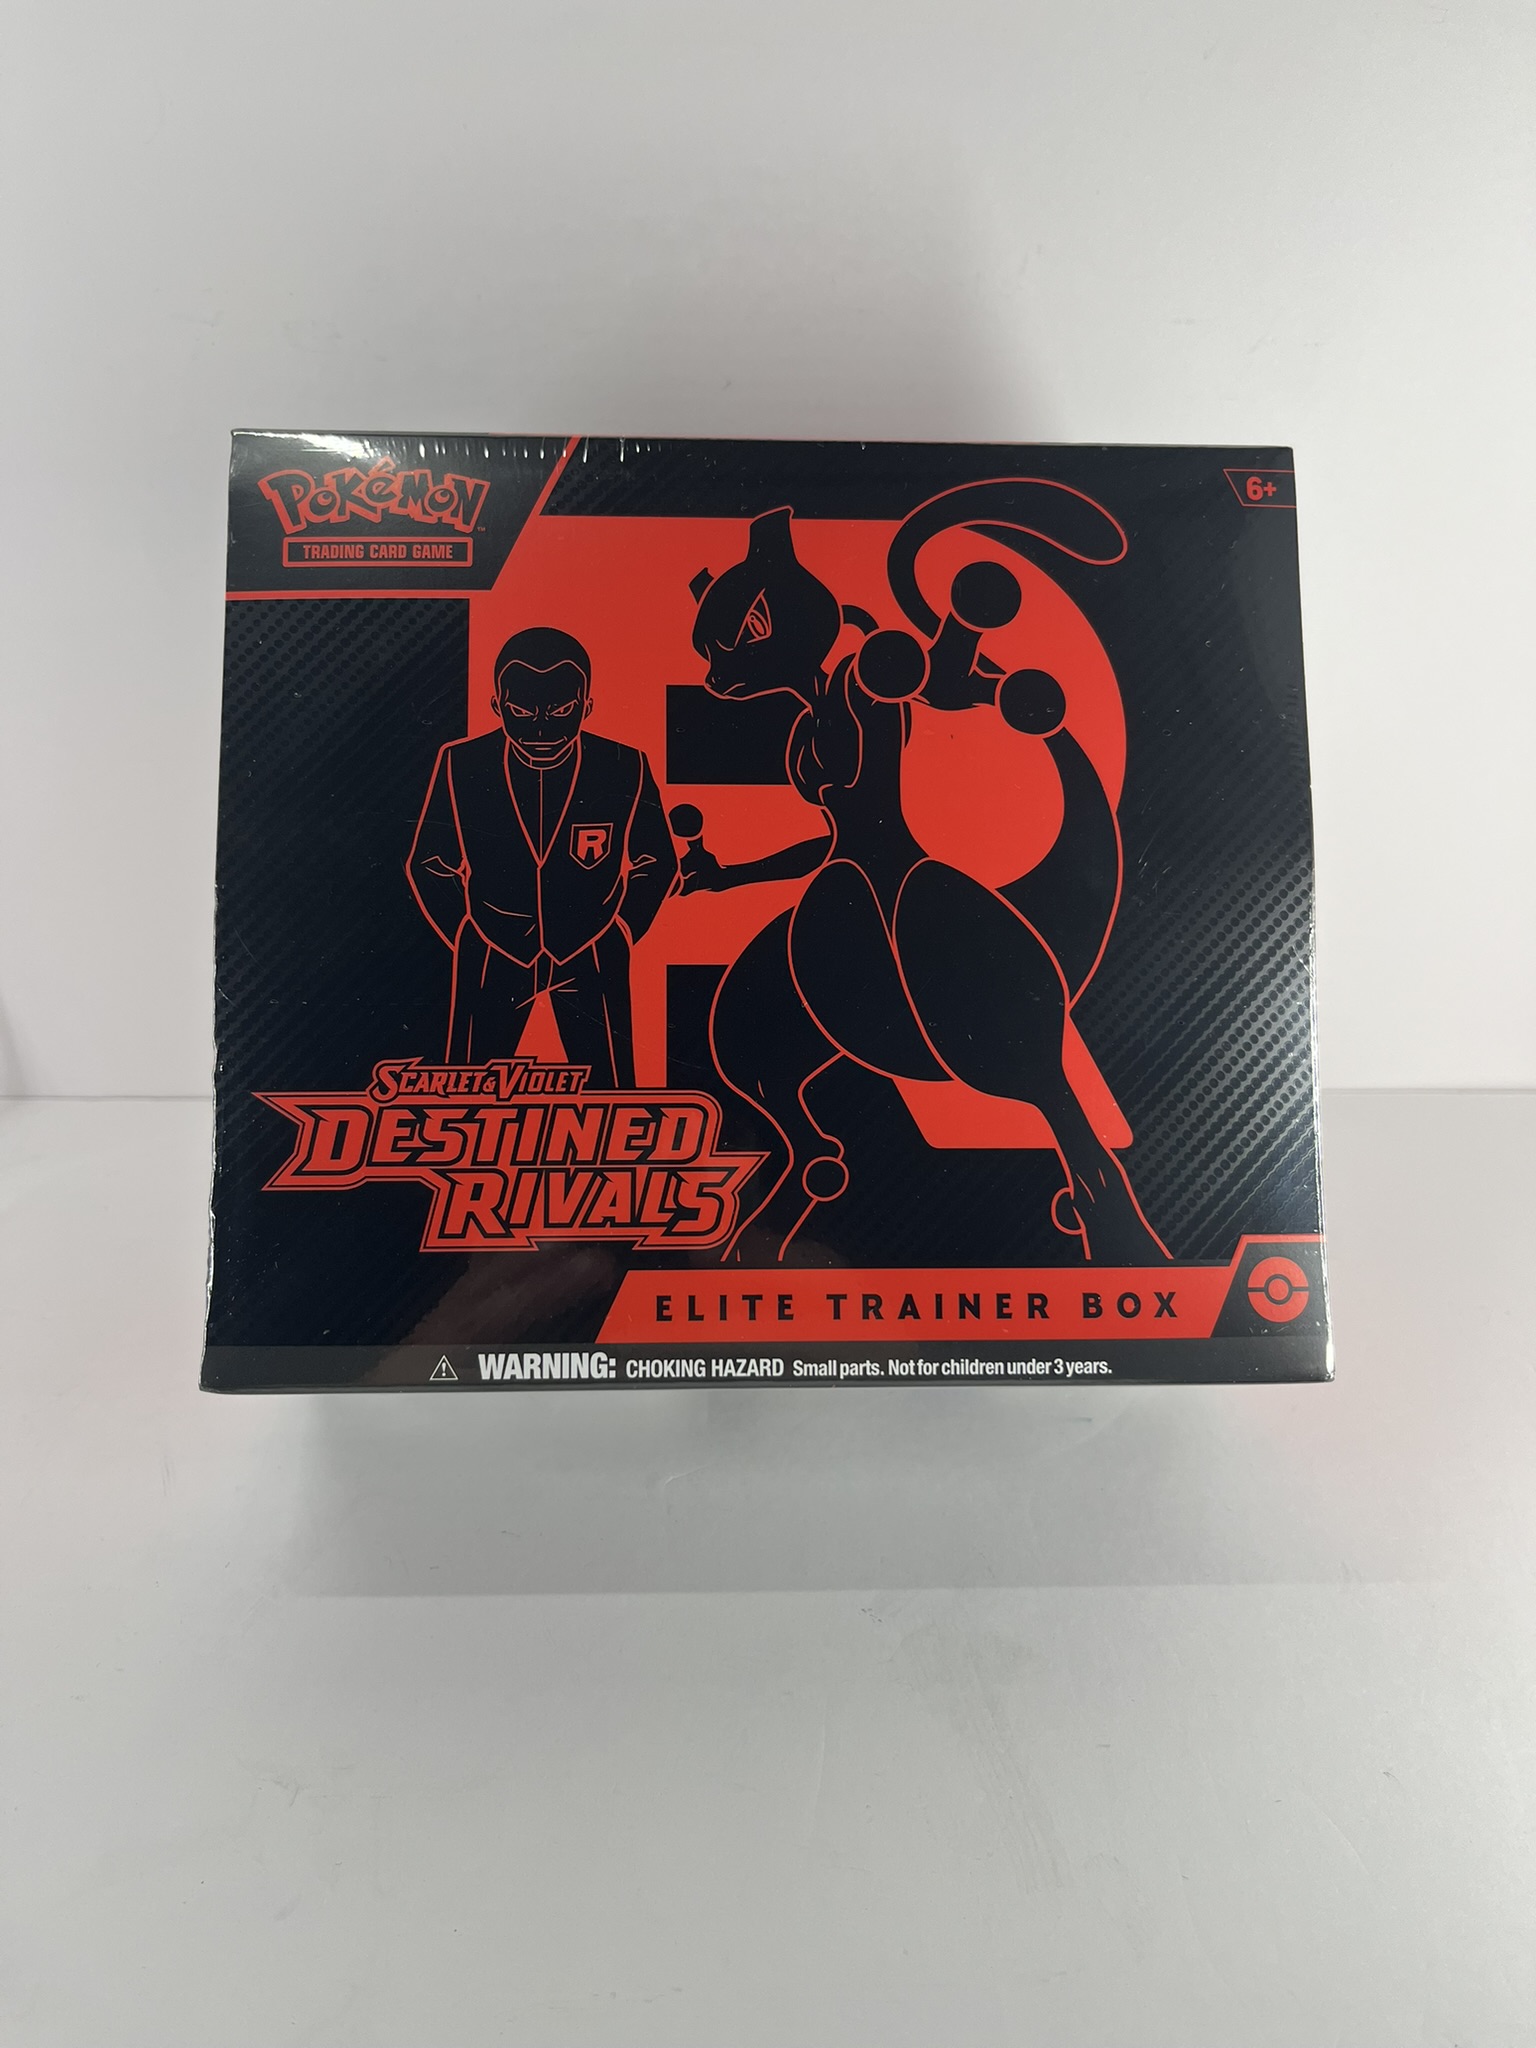 POKéMON™
TRADING CARD GAME
6+
R
SCARLET & VIOLET
DESTINED
RIVALS
ELITE TRAINER BOX
WARNING: CHOKING HAZARD Small parts. Not for children under 3 years.